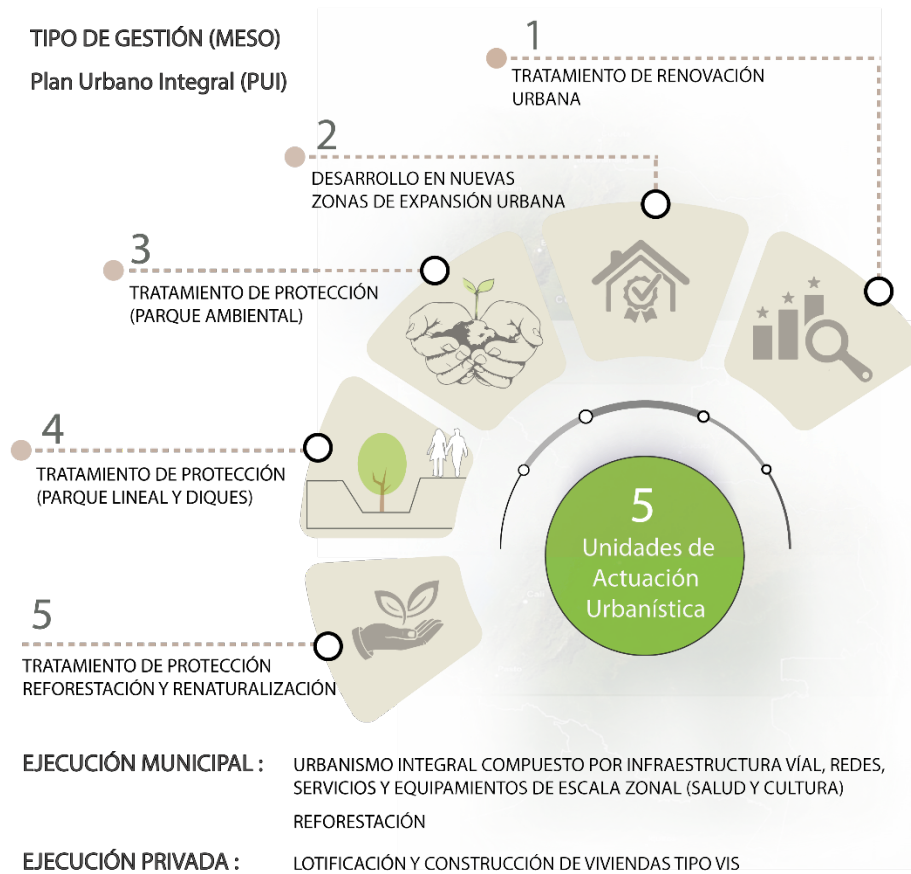 TIPO DE GESTIÓN (MESO)
Plan Urbano Integral (PUI)
1
TRATAMIENTO DE RENOVACIÓN
URBANA
2
DESARROLLO EN NUEVAS
ZONAS DE EXPANSIÓN URBANA
3
TRATAMIENTO DE PROTECCIÓN
(PARQUE AMBIENTAL)
4
TRATAMIENTO DE PROTECCIÓN
(PARQUE LINEAL Y DIQUES)
5
Unidades de
Actuación
Urbanística
5
TRATAMIENTO DE PROTECCIÓN
REFORESTACIÓN Y RENATURALIZACIÓN
EJECUCIÓN MUNICIPAL :
URBANISMO INTEGRAL COMPUESTO POR INFRAESTRUCTURA VÍAL, REDES,
SERVICIOS Y EQUIPAMIENTOS DE ESCALA ZONAL (SALUD Y CULTURA)
REFORESTACIÓN
EJECUCIÓN PRIVADA :
LOTIFICACIÓN Y CONSTRUCCIÓN DE VIVIENDAS TIPO VIS